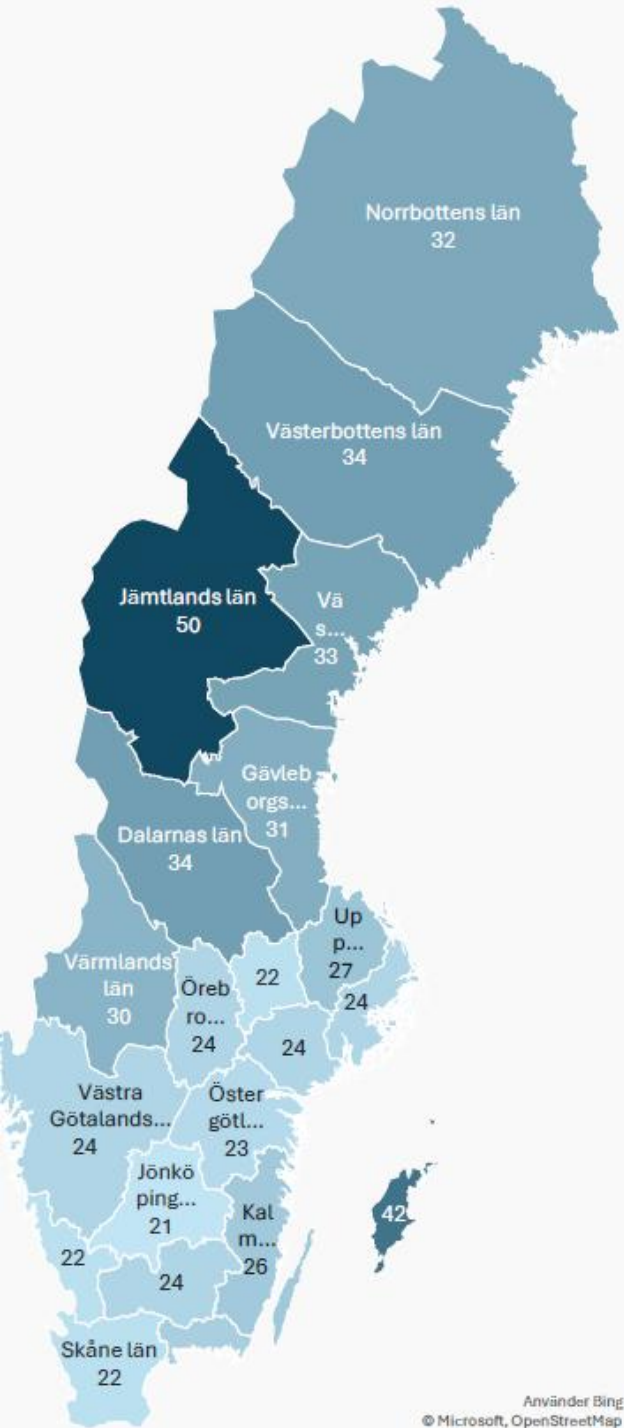 Norrbottens län
32
Västerbottens län
34
Jämtlands län
50
Vä
s...
33
Gävleb
orgs...
31
Dalarnas län
34
Up
p...
27
Värmlands
län
30
22
Öreb
ro...
24
24
24
Västra
Götalands...
24
Öster
götl...
23
Jönkö
ping...
21
Kal
m...
26
42
22
24
Skåne län
22
Använder Bing
© Microsoft, OpenStreetMap